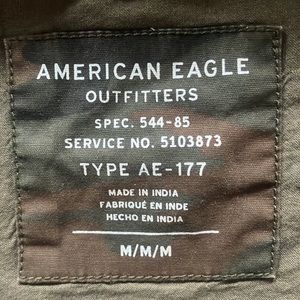 AMERICAN EAGLE
OUTFITTERS
SPEC. 544-85
SERVICE NO. 5103873
TYPE AE-177
MADE IN INDIA
FABRIQUÉ EN INDE
HECHO EN INDIA
M/M/M